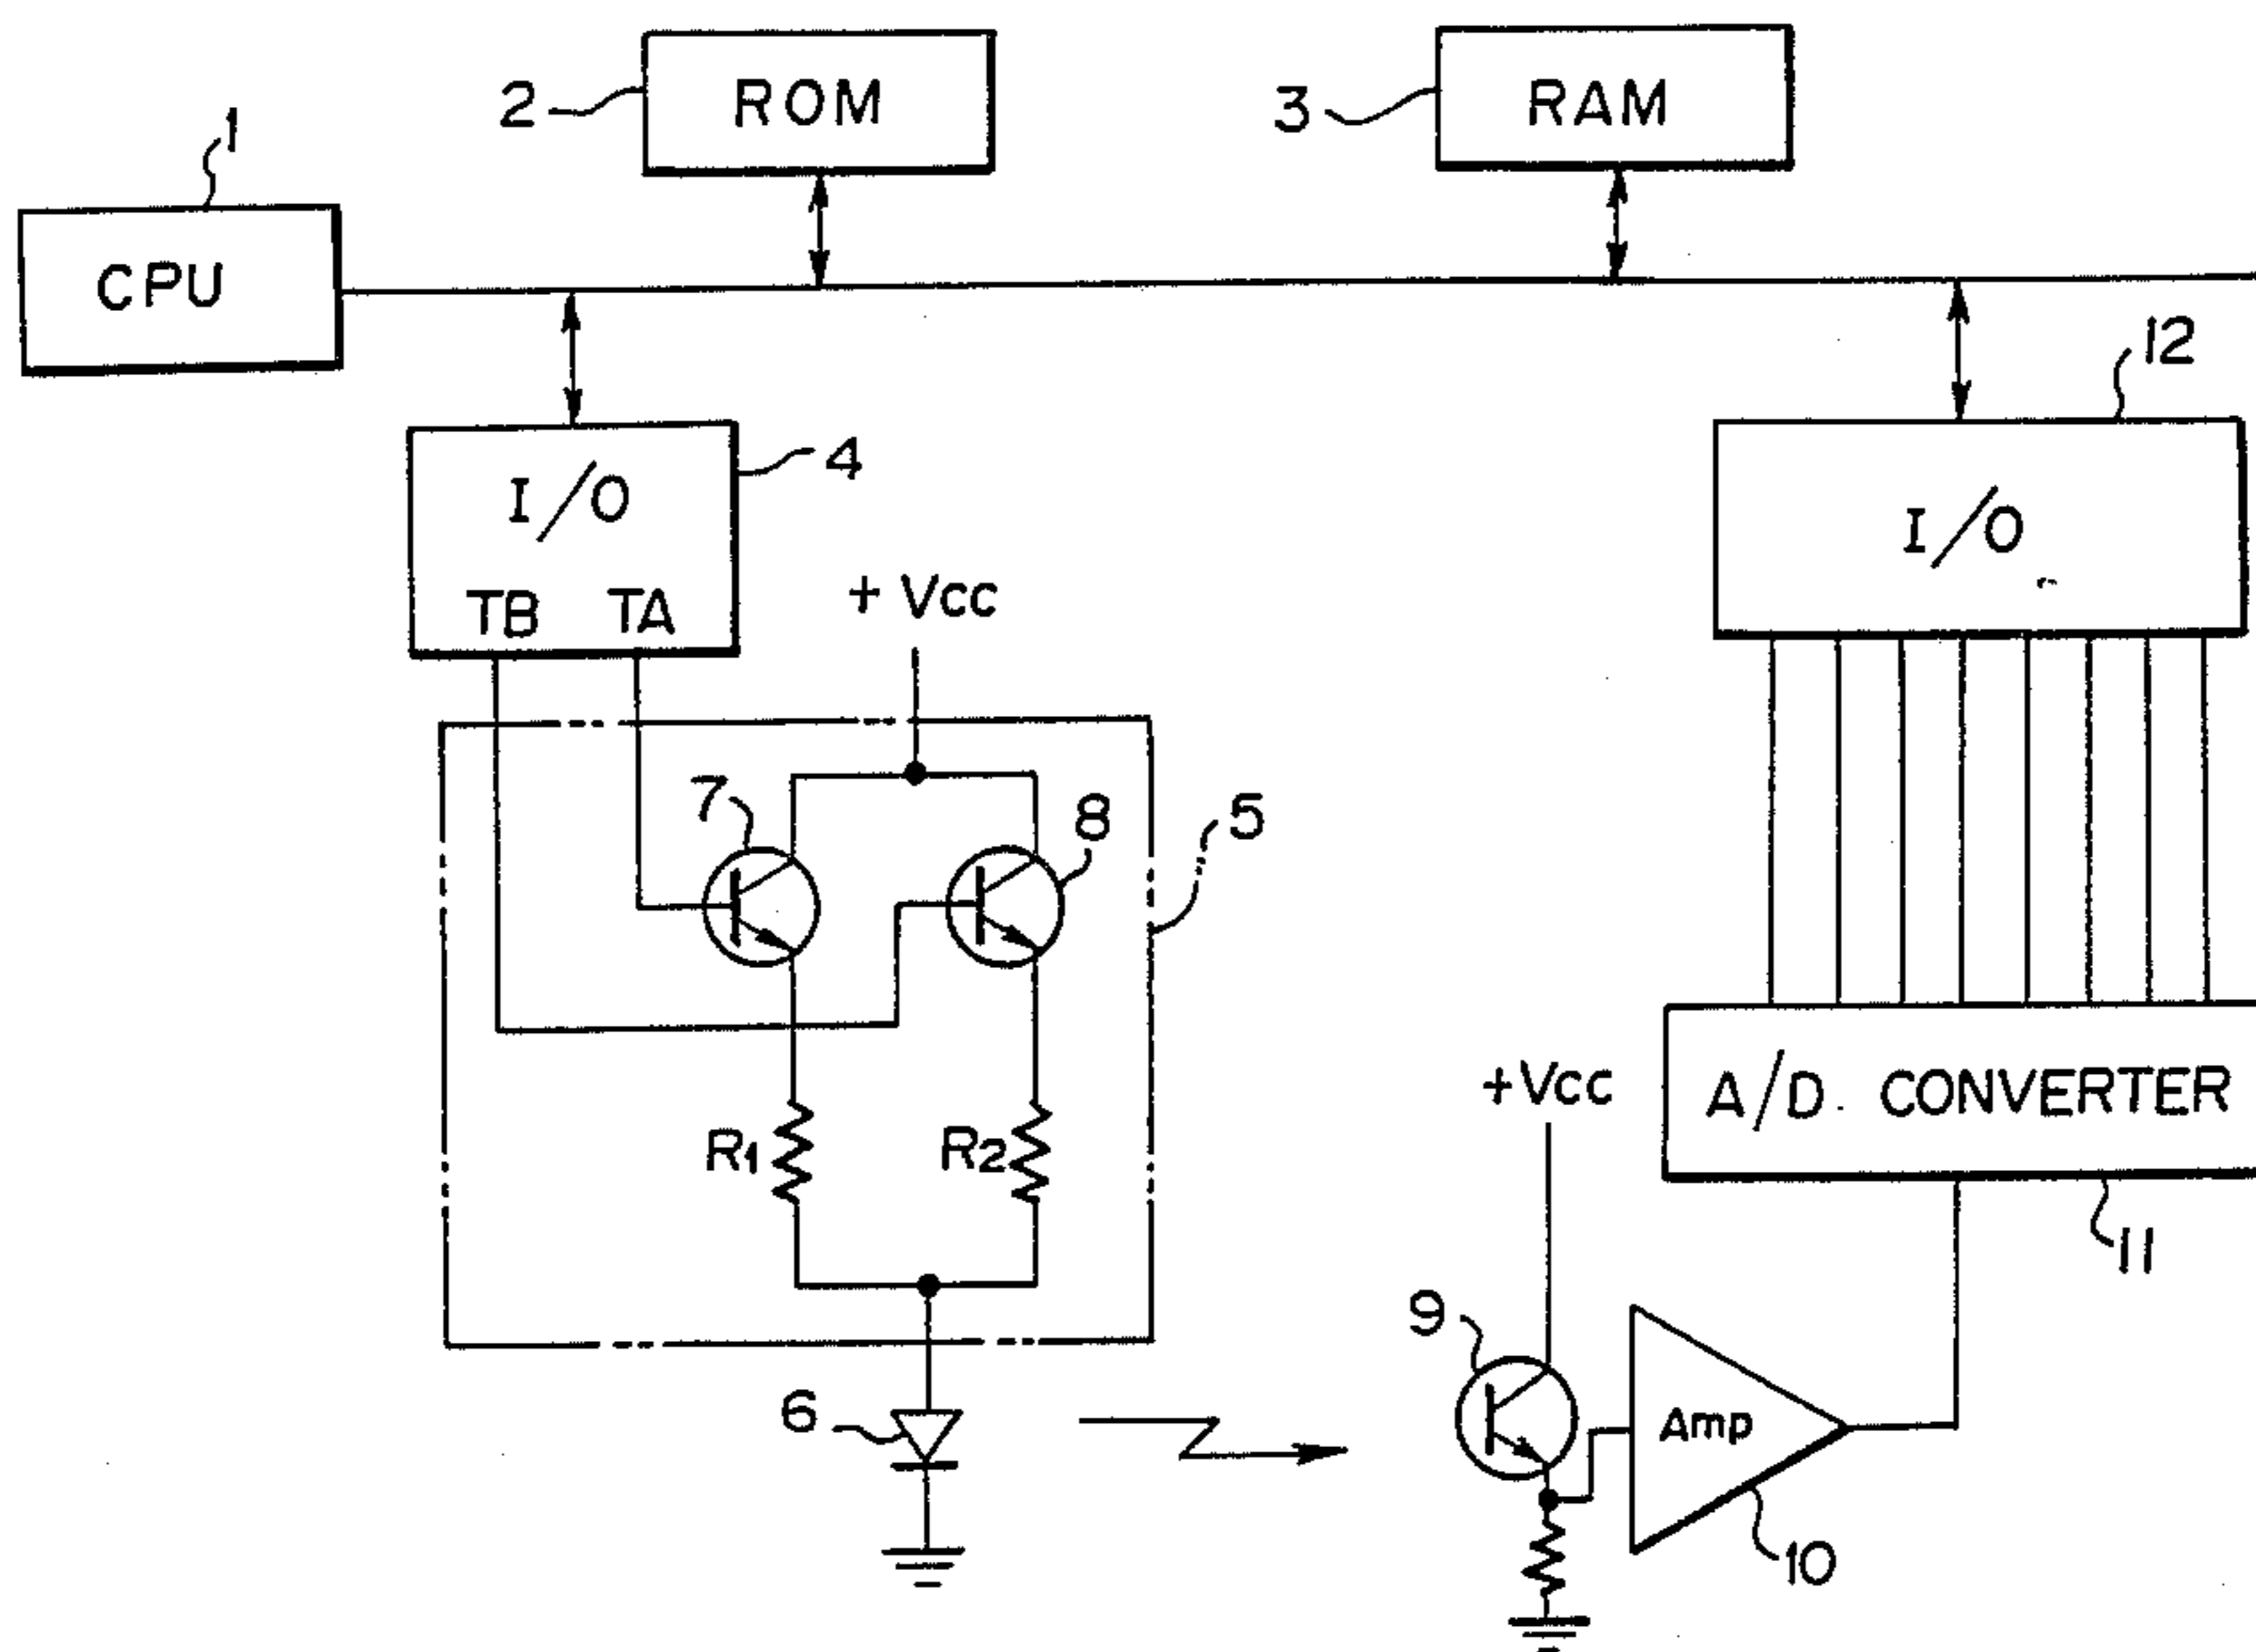 ROM
2
RAM
3
1
CPU
12
4
I/O
TB TA
I/O
+ Vcc
7
8
5
+Vcc
A/D CONVERTER
R1
R2
11
9
6
Amp
10